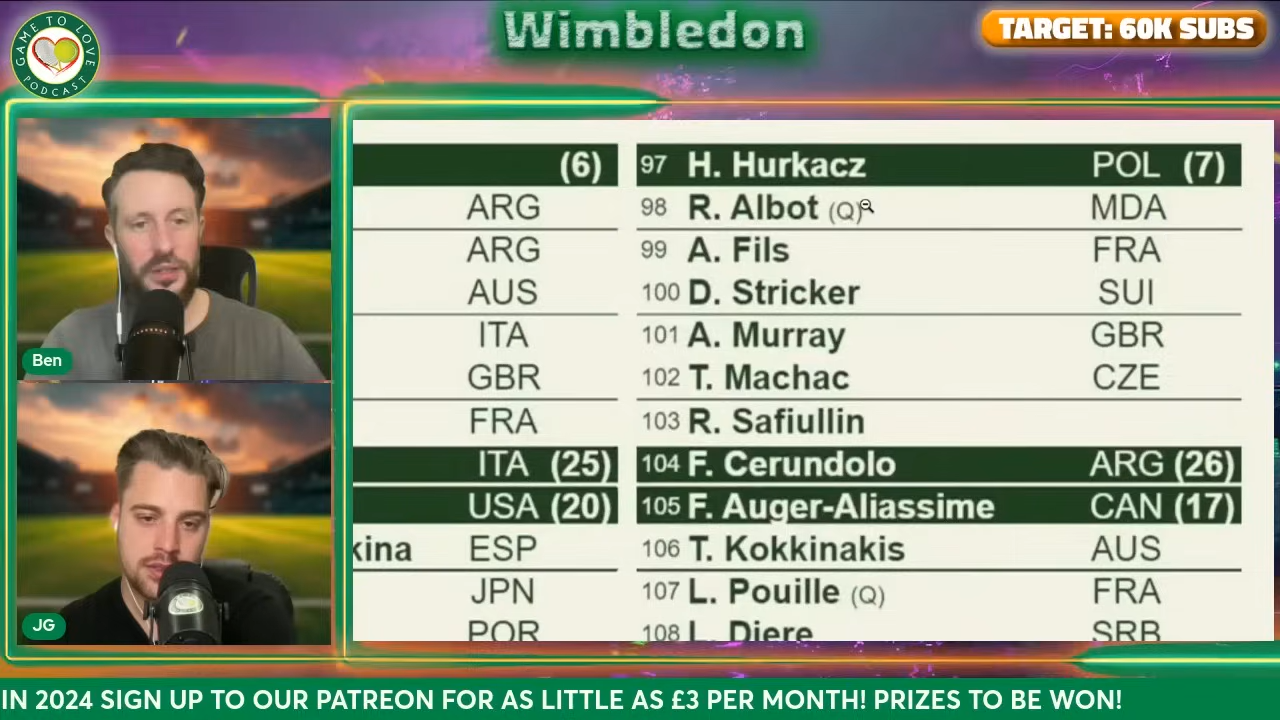 GAME TO LOVE
PODCAST
Wimbledon
TARGET: 60K SUBS
Ben
JG
(6)
ARG
ARG
AUS
ITA
GBR
FRA
ITA (25)
USA (20)
kina ESP
JPN
POR
97 H. Hurkacz POL (7)
98 R. Albot (Q) MDA
99 A. Fils FRA
100 D. Stricker SUI
101 A. Murray GBR
102 T. Machac CZE
103 R. Safiullin
104 F. Cerundolo ARG (26)
105 F. Auger-Aliassime CAN (17)
106 T. Kokkinakis AUS
107 L. Pouille (Q) FRA
108 L. Djere SRB
IN 2024 SIGN UP TO OUR PATREON FOR AS LITTLE AS £3 PER MONTH! PRIZES TO BE WON!